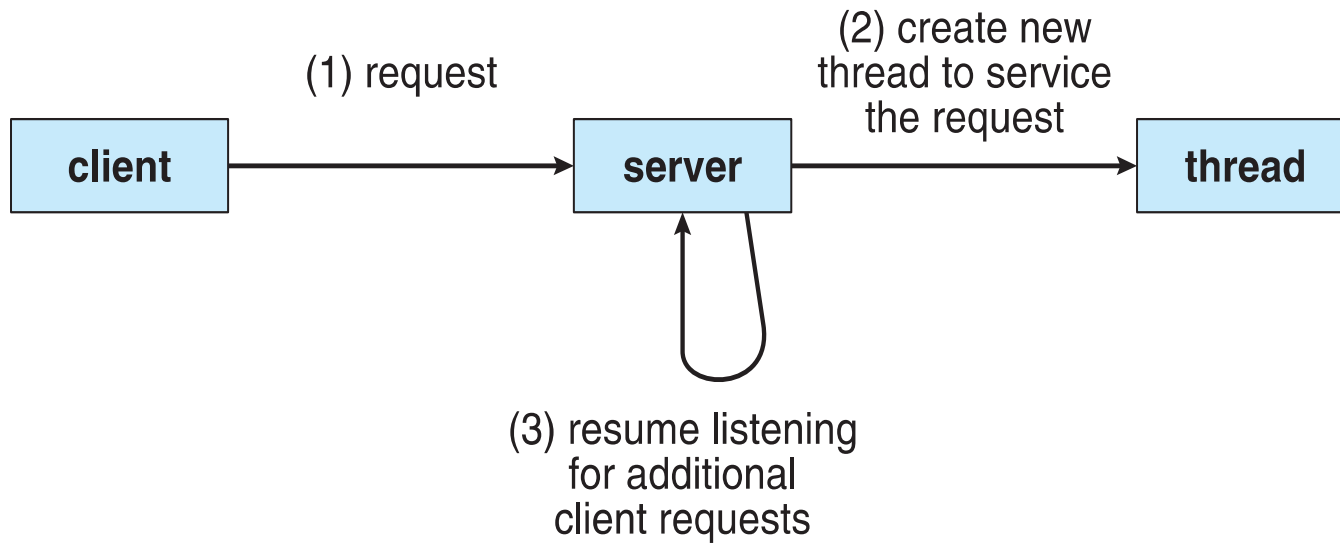 (1) request
(2) create new
thread to service
the request
client
server
thread
(3) resume listening
for additional
client requests